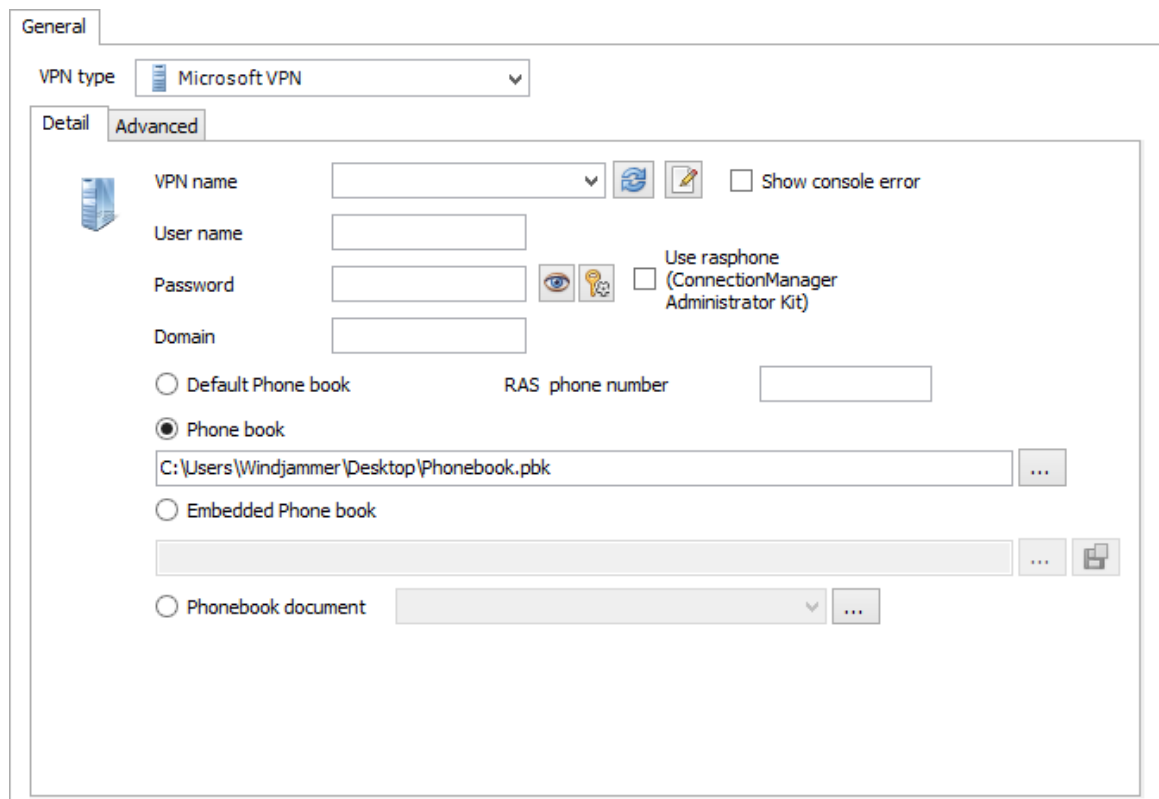 General
VPN type Microsoft VPN
Detail Advanced
VPN name Show console error
User name
Use rasphone
Password (ConnectionManager
Administrator Kit)
Domain
Default Phone book RAS phone number
Phone book
C:\Users\Windjammer\Desktop\Phonebook.pbk ...
Embedded Phone book
...
Phonebook document ...